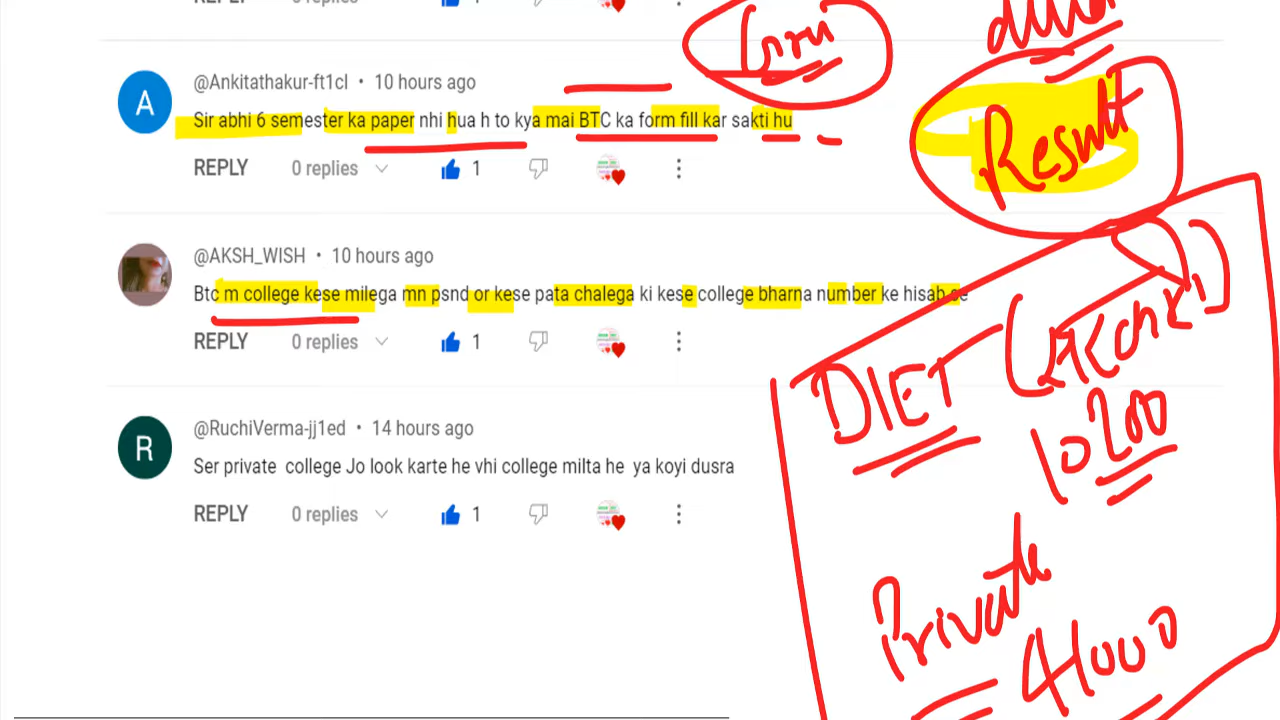 REPLY
@Ankitathakur-ft1cl • 10 hours ago
Sir abhi 6 semester ka paper nhi hua h to kya mai BTC ka form fill kar sakti hu
REPLY 0 replies 1
Result
@AKSH_WISH • 10 hours ago
Btc m college kese milega mn psnd or kese pata chalega ki kese college bharna number ke hisab se
REPLY 0 replies 1
DIET
10200
R
@RuchiVerma-jj1ed • 14 hours ago
Ser private college Jo look karte he vhi college milta he ya koyi dusra
REPLY 0 replies 1
Private
41000